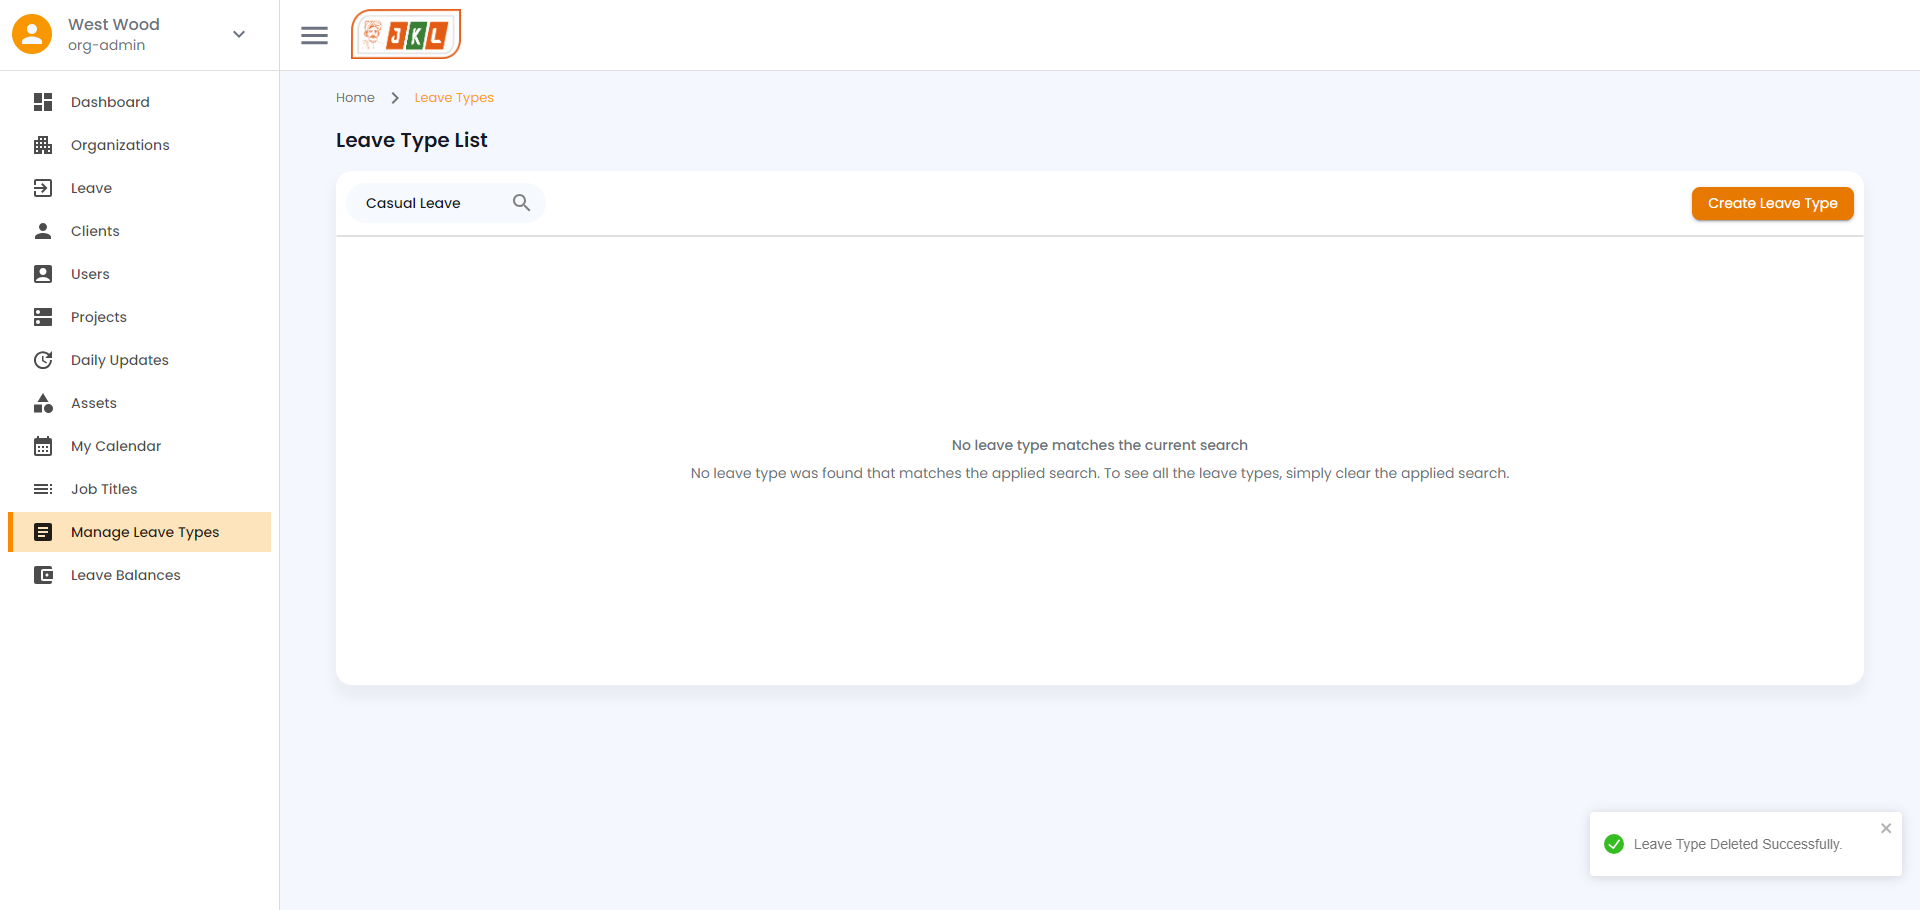 West Wood
org-admin
JKL
Dashboard
Organizations
Leave
Clients
Users
Projects
Daily Updates
Assets
My Calendar
Job Titles
Manage Leave Types
Leave Balances
Home
Leave Types
Leave Type List
Casual Leave
Create Leave Type
No leave type matches the current search
No leave type was found that matches the applied search. To see all the leave types, simply clear the applied search.
Leave Type Deleted Successfully.